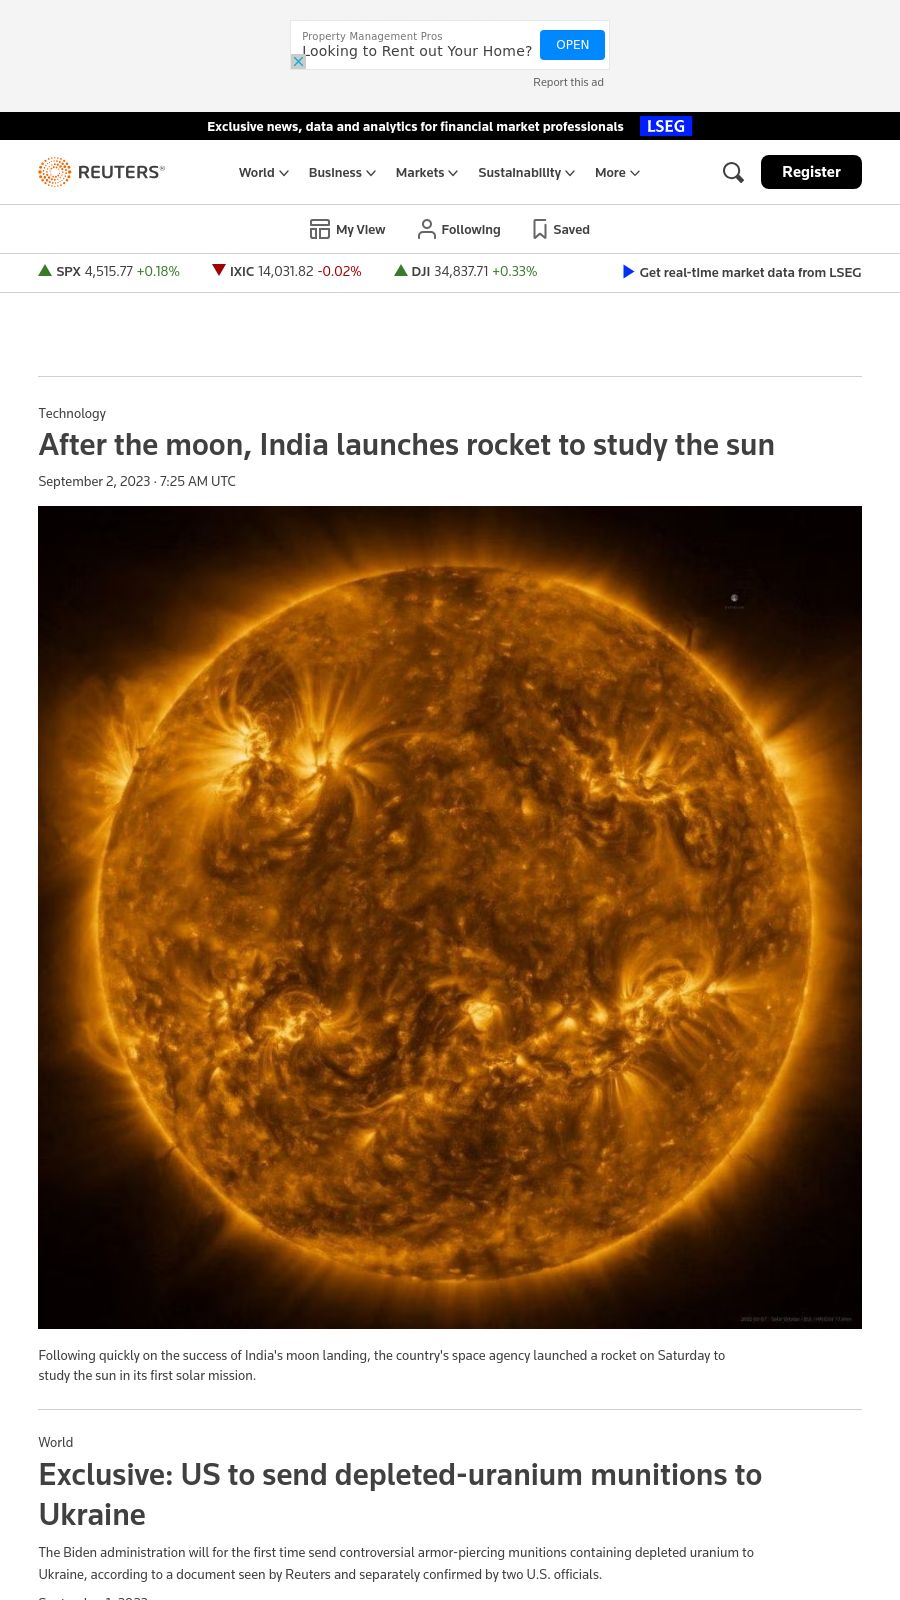 Property Management Pros
Looking to Rent out Your Home?
OPEN
Report this ad
Exclusive news, data and analytics for financial market professionals
LSEG
REUTERS®
World
Business
Markets
Sustainability
More
Register
My View
Following
Saved
SPX 4,515.77 +0.18%
IXIC 14,031.82 -0.02%
DJI 34,837.71 +0.33%
Get real-time market data from LSEG
Technology
After the moon, India launches rocket to study the sun
September 2, 2023 · 7:25 AM UTC
Following quickly on the success of India's moon landing, the country's space agency launched a rocket on Saturday to
study the sun in its first solar mission.
World
Exclusive: US to send depleted-uranium munitions to
Ukraine
The Biden administration will for the first time send controversial armor-piercing munitions containing depleted uranium to
Ukraine, according to a document seen by Reuters and separately confirmed by two U.S. officials.